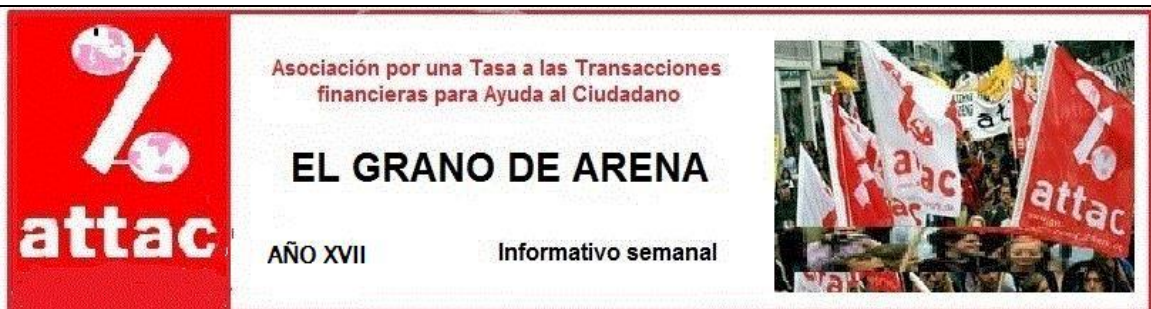 attac
Asociación por una Tasa a las Transacciones
financieras para Ayuda al Ciudadano
EL GRANO DE ARENA
AÑO XVII
Informativo semanal
attac
attac